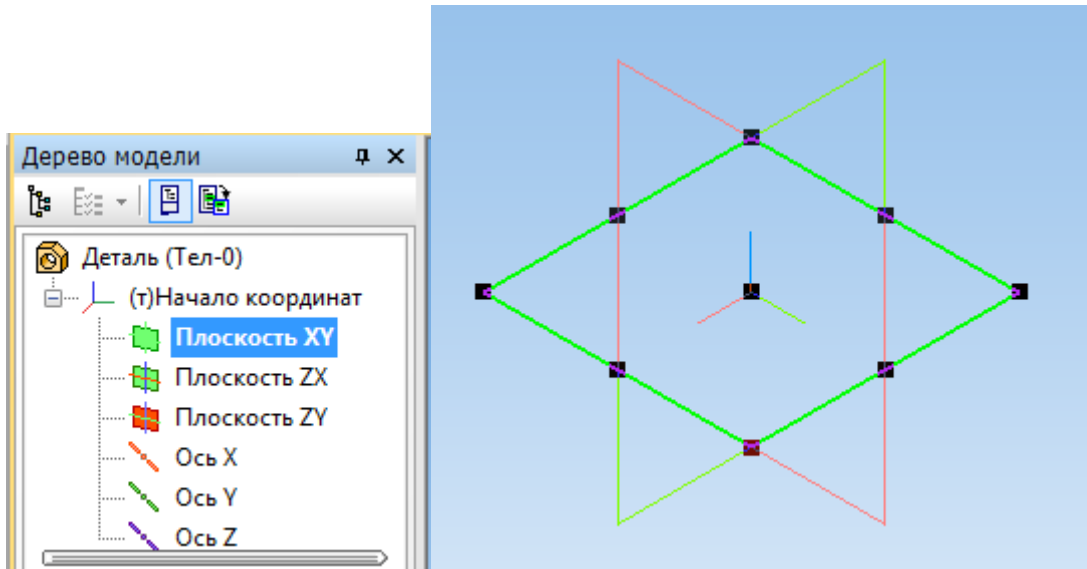 Дерево модели
Деталь (Тел-0)
(т)Начало координат
Плоскость XY
Плоскость ZX
Плоскость ZY
Ось X
Ось Y
Ось Z